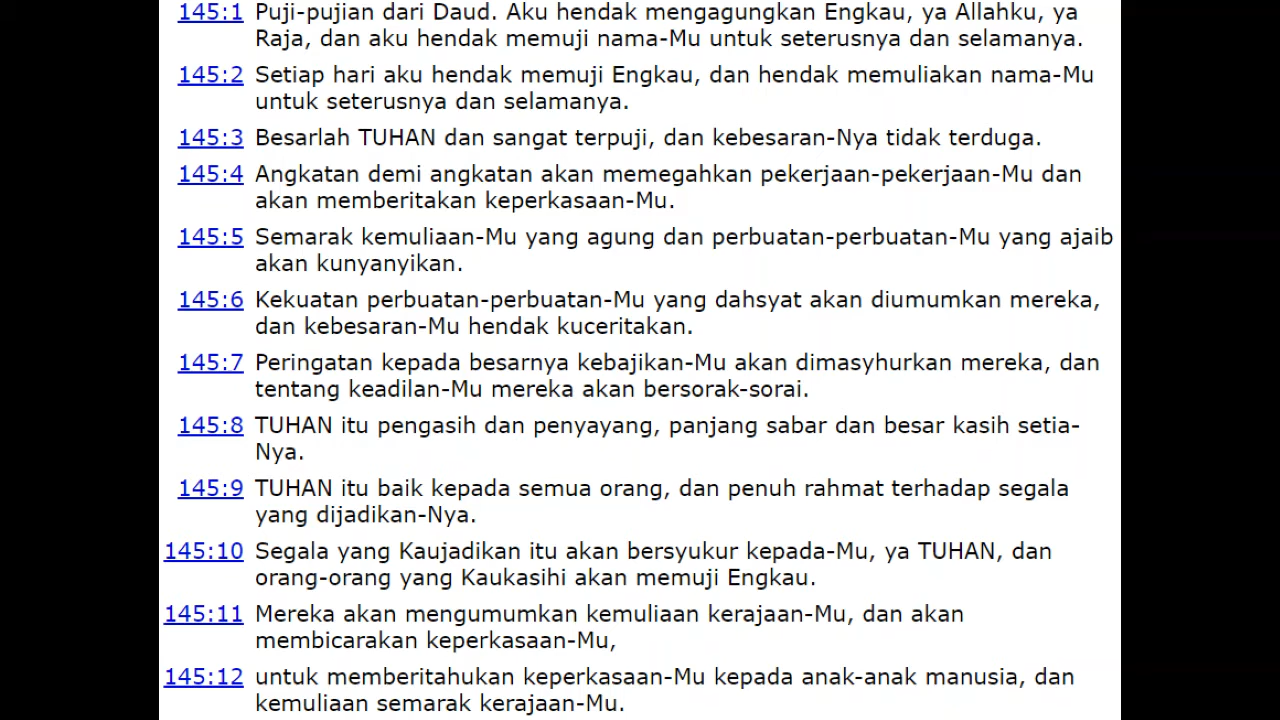 145:1 Puji-pujian dari Daud. Aku hendak mengagungkan Engkau, ya Allahku, ya
Raja, dan aku hendak memuji nama-Mu untuk seterusnya dan selamanya.
145:2 Setiap hari aku hendak memuji Engkau, dan hendak memuliakan nama-Mu
untuk seterusnya dan selamanya.
145:3 Besarlah TUHAN dan sangat terpuji, dan kebesaran-Nya tidak terduga.
145:4 Angkatan demi angkatan akan memegahkan pekerjaan-pekerjaan-Mu dan
akan memberitakan keperkasaan-Mu.
145:5 Semarak kemuliaan-Mu yang agung dan perbuatan-perbuatan-Mu yang ajaib
akan kunyanyikan.
145:6 Kekuatan perbuatan-perbuatan-Mu yang dahsyat akan diumumkan mereka,
dan kebesaran-Mu hendak kuceritakan.
145:7 Peringatan kepada besarnya kebajikan-Mu akan dimasyhurkan mereka, dan
tentang keadilan-Mu mereka akan bersorak-sorai.
145:8 TUHAN itu pengasih dan penyayang, panjang sabar dan besar kasih setia-
Nya.
145:9 TUHAN itu baik kepada semua orang, dan penuh rahmat terhadap segala
yang dijadikan-Nya.
145:10 Segala yang Kaujadikan itu akan bersyukur kepada-Mu, ya TUHAN, dan
orang-orang yang Kaukasihi akan memuji Engkau.
145:11 Mereka akan mengumumkan kemuliaan kerajaan-Mu, dan akan
membicarakan keperkasaan-Mu,
145:12 untuk memberitahukan keperkasaan-Mu kepada anak-anak manusia, dan
kemuliaan semarak kerajaan-Mu.